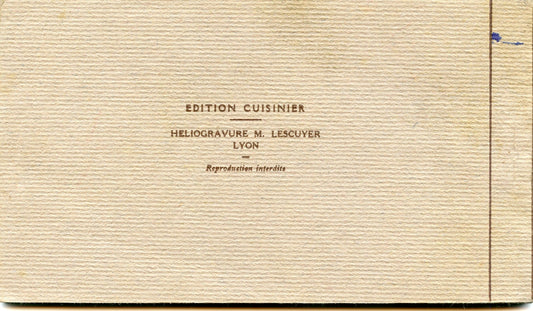 EDITION CUISINIER
HELIOGRAVURE M. LESCUYER
LYON
Reproduction interdite